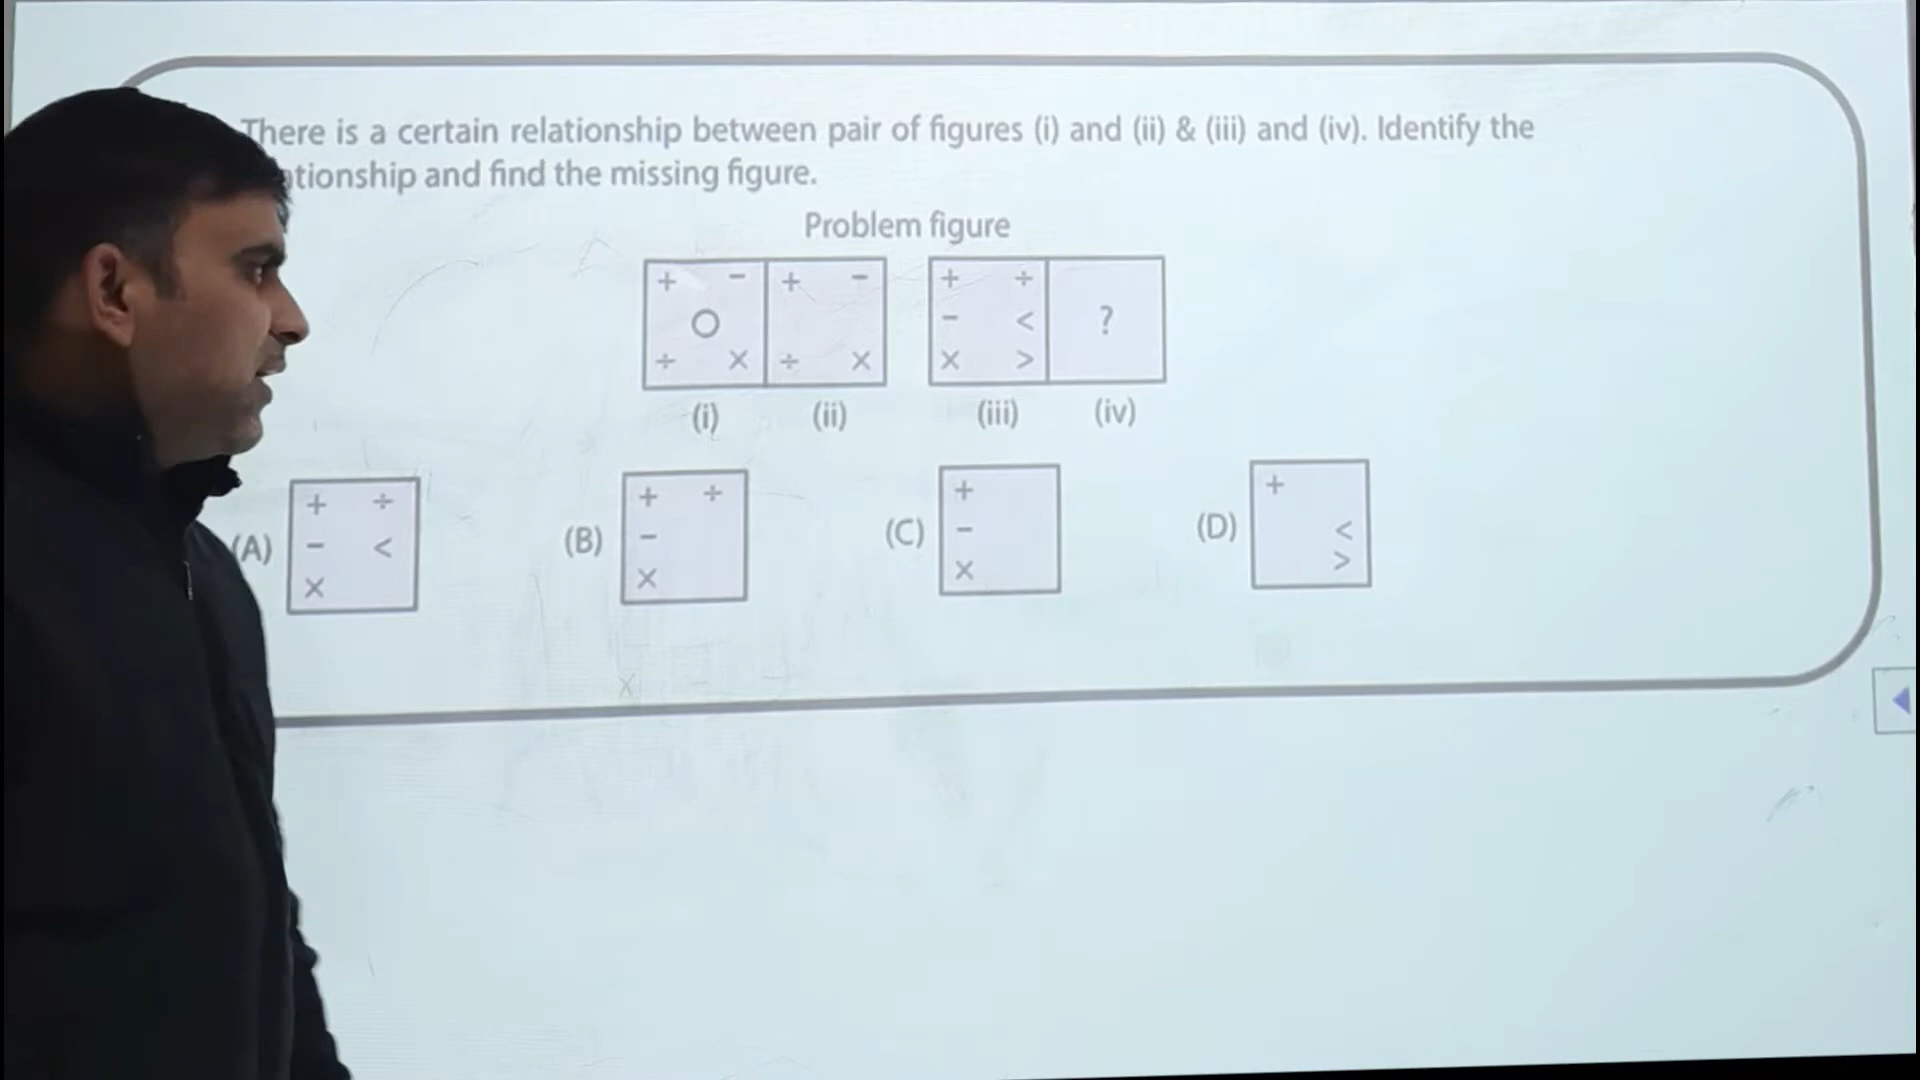 There is a certain relationship between pair of figures (i) and (ii) & (iii) and (iv). Identify the
tionship and find the missing figure.
Problem figure
+ − + − + ÷
○ − < ?
÷ × ÷ × × >
(i) (ii) (iii) (iv)
(A) + ÷ − < ×
(B) + ÷ − ×
(C) + − ×
(D) + < >